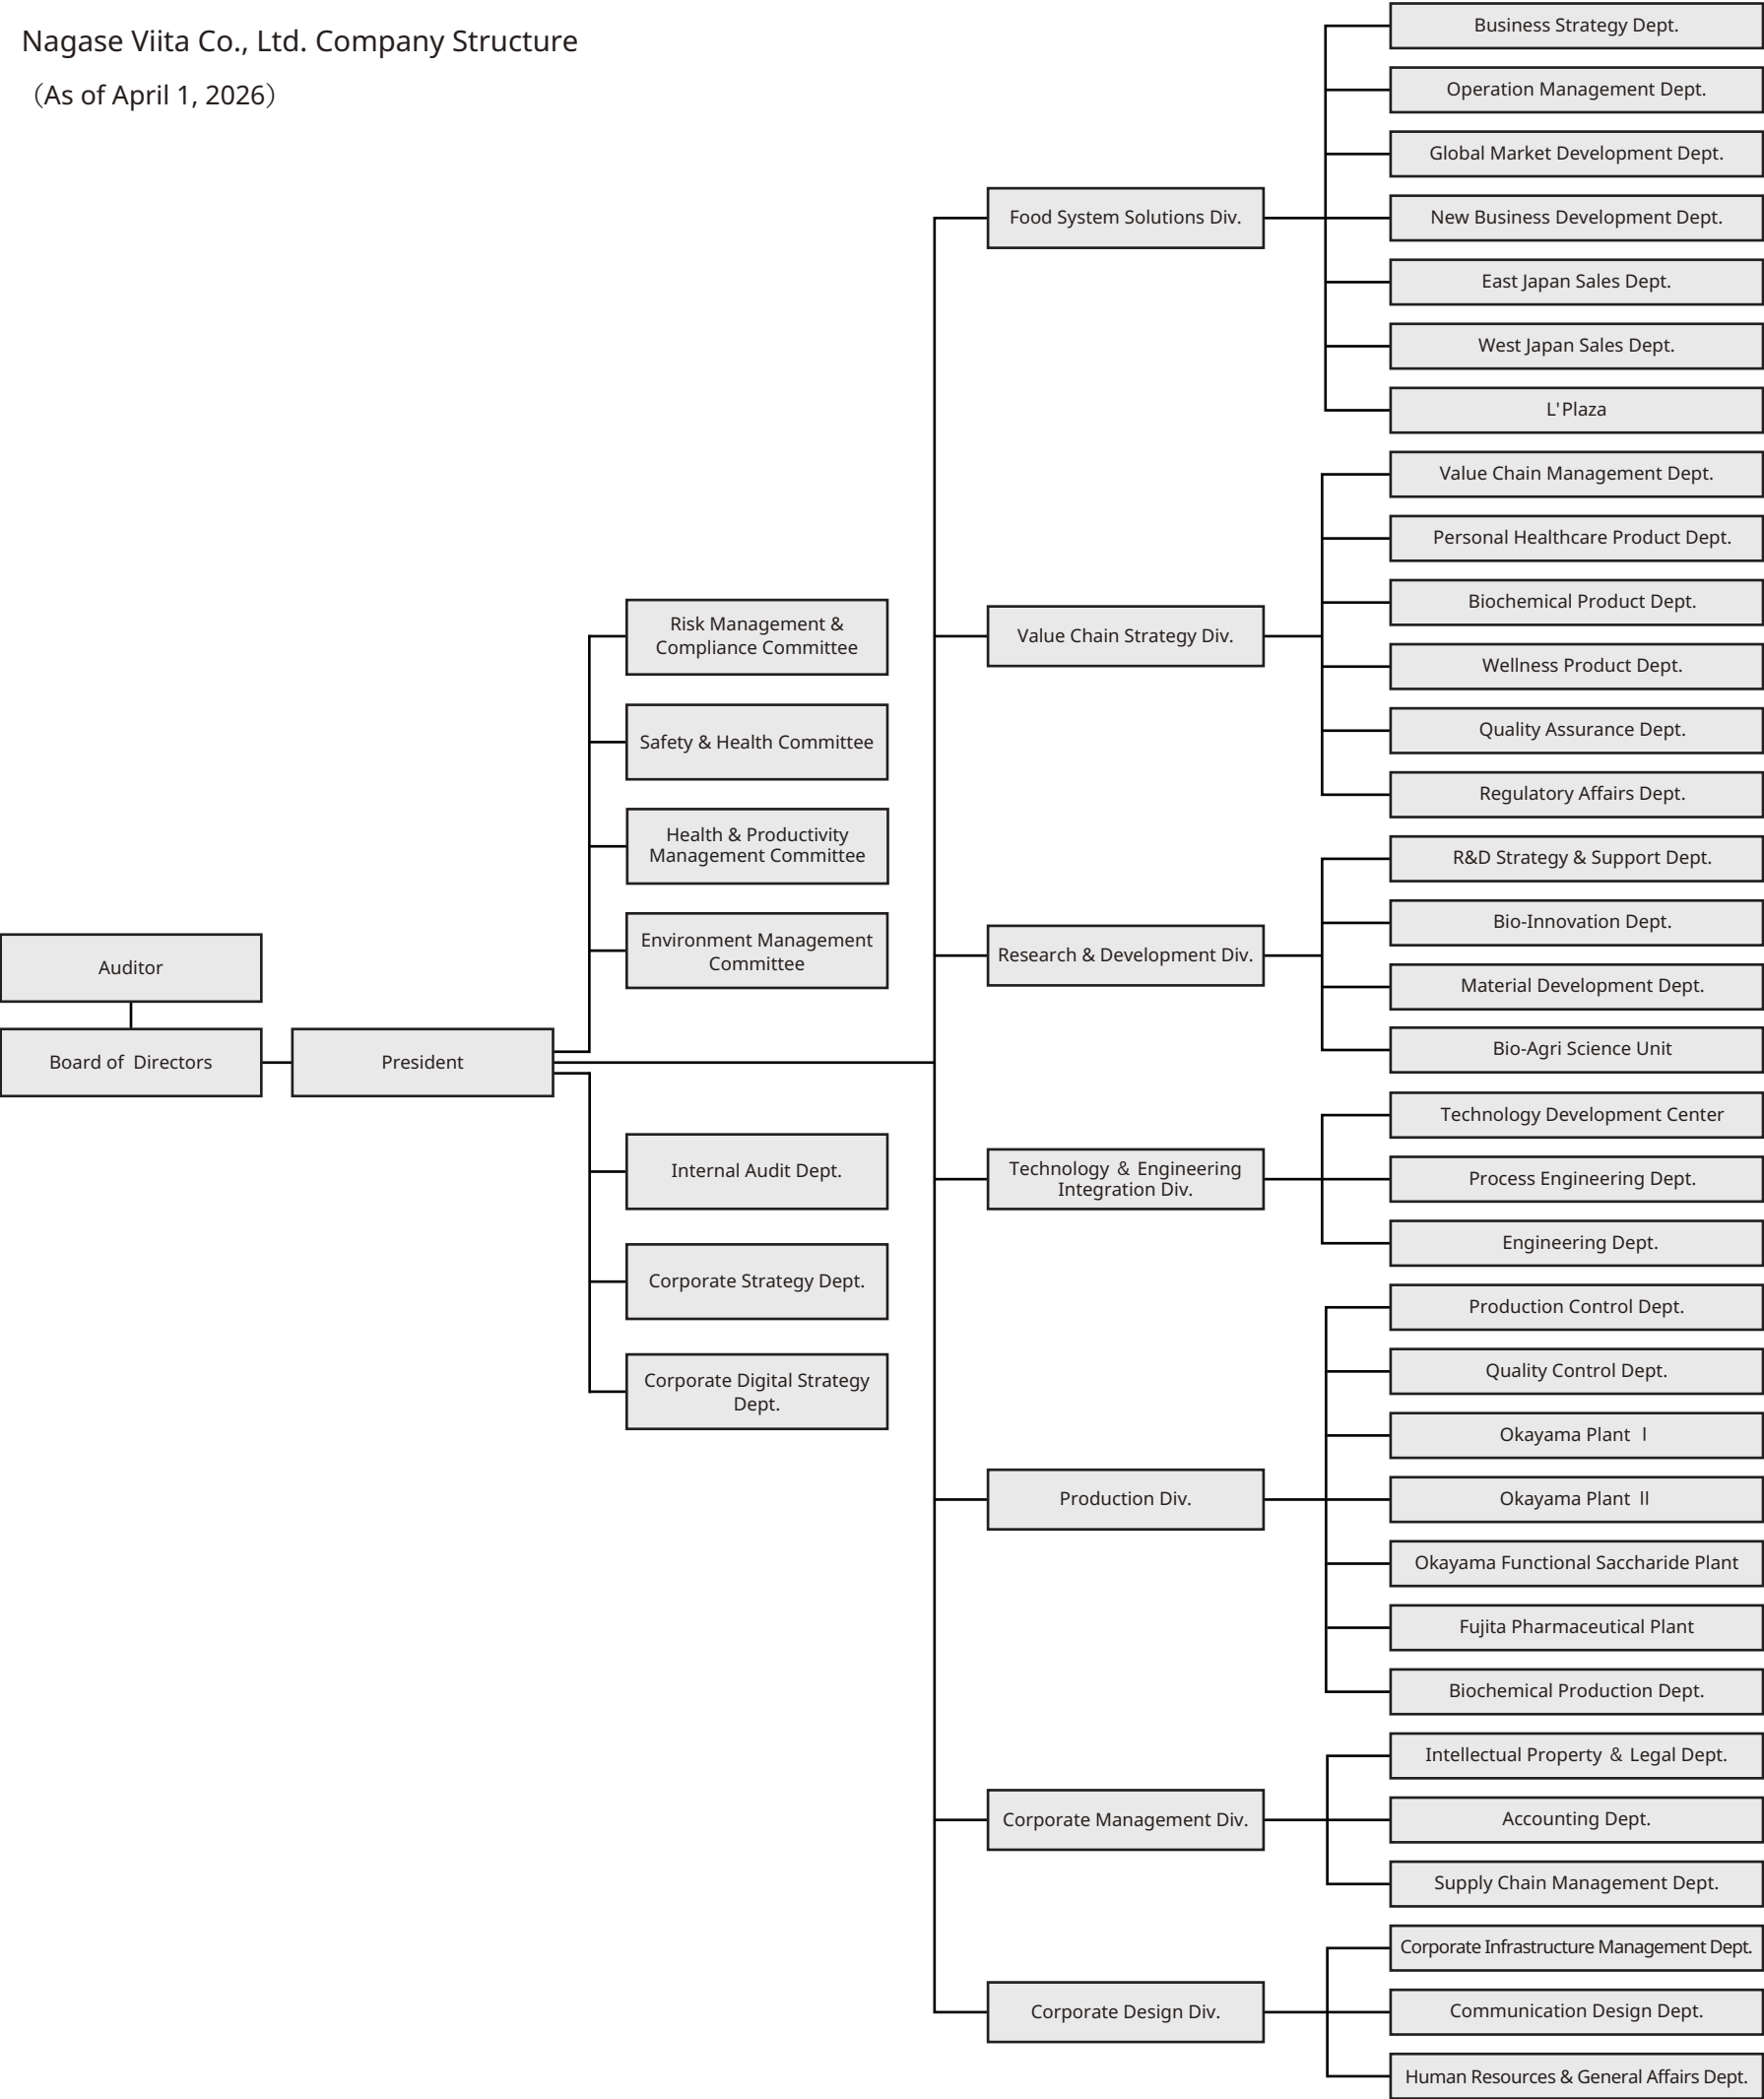 Nagase Viita Co., Ltd. Company Structure
（As of April 1, 2026）
Auditor
Board of Directors
President
Risk Management &
Compliance Committee
Safety & Health Committee
Health & Productivity
Management Committee
Environment Management
Committee
Internal Audit Dept.
Corporate Strategy Dept.
Corporate Digital Strategy
Dept.
Food System Solutions Div.
Business Strategy Dept.
Operation Management Dept.
Global Market Development Dept.
New Business Development Dept.
East Japan Sales Dept.
West Japan Sales Dept.
L'Plaza
Value Chain Strategy Div.
Value Chain Management Dept.
Personal Healthcare Product Dept.
Biochemical Product Dept.
Wellness Product Dept.
Quality Assurance Dept.
Regulatory Affairs Dept.
Research & Development Div.
R&D Strategy & Support Dept.
Bio-Innovation Dept.
Material Development Dept.
Bio-Agri Science Unit
Technology & Engineering
Integration Div.
Technology Development Center
Process Engineering Dept.
Engineering Dept.
Production Div.
Production Control Dept.
Quality Control Dept.
Okayama Plant Ⅰ
Okayama Plant Ⅱ
Okayama Functional Saccharide Plant
Fujita Pharmaceutical Plant
Biochemical Production Dept.
Corporate Management Div.
Intellectual Property & Legal Dept.
Accounting Dept.
Supply Chain Management Dept.
Corporate Design Div.
Corporate Infrastructure Management Dept.
Communication Design Dept.
Human Resources & General Affairs Dept.